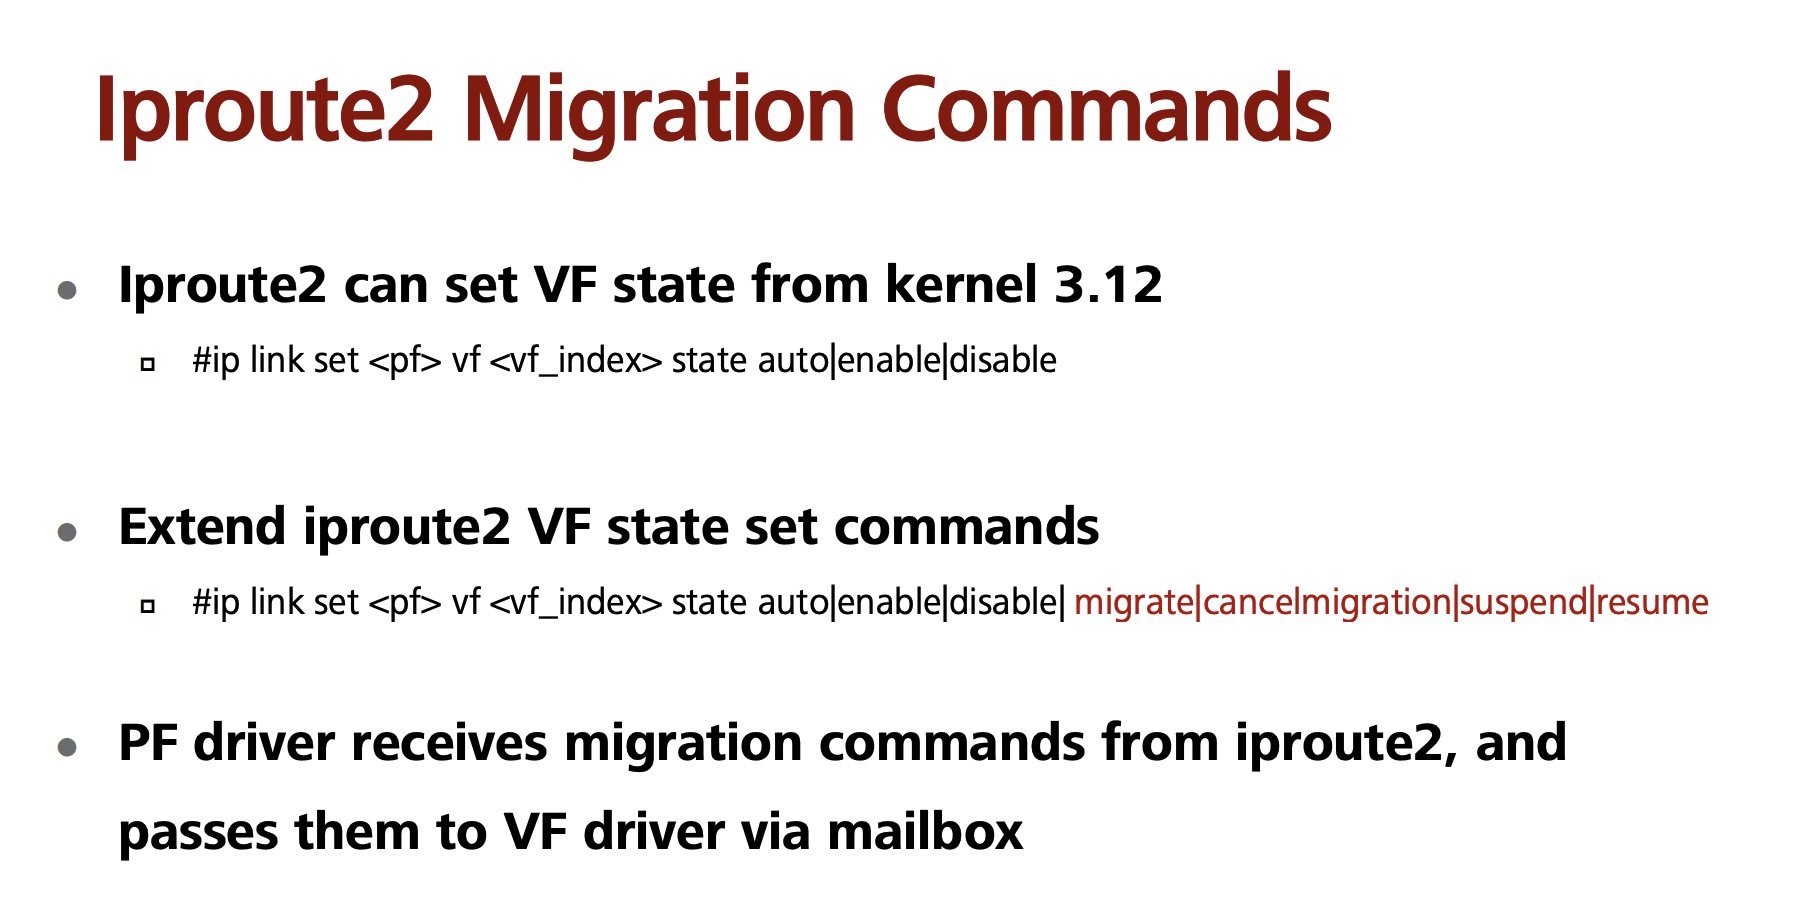 Iproute2 Migration Commands
Iproute2 can set VF state from kernel 3.12
#ip link set <pf> vf <vf_index> state auto|enable|disable
Extend iproute2 VF state set commands
#ip link set <pf> vf <vf_index> state auto|enable|disable| migrate|cancelmigration|suspend|resume
PF driver receives migration commands from iproute2, and
passes them to VF driver via mailbox